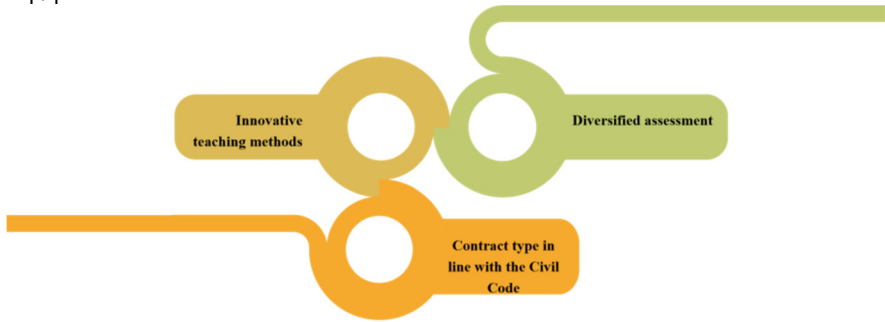 Innovative
teaching methods
Diversified assessment
Contract type in
line with the Civil
Code